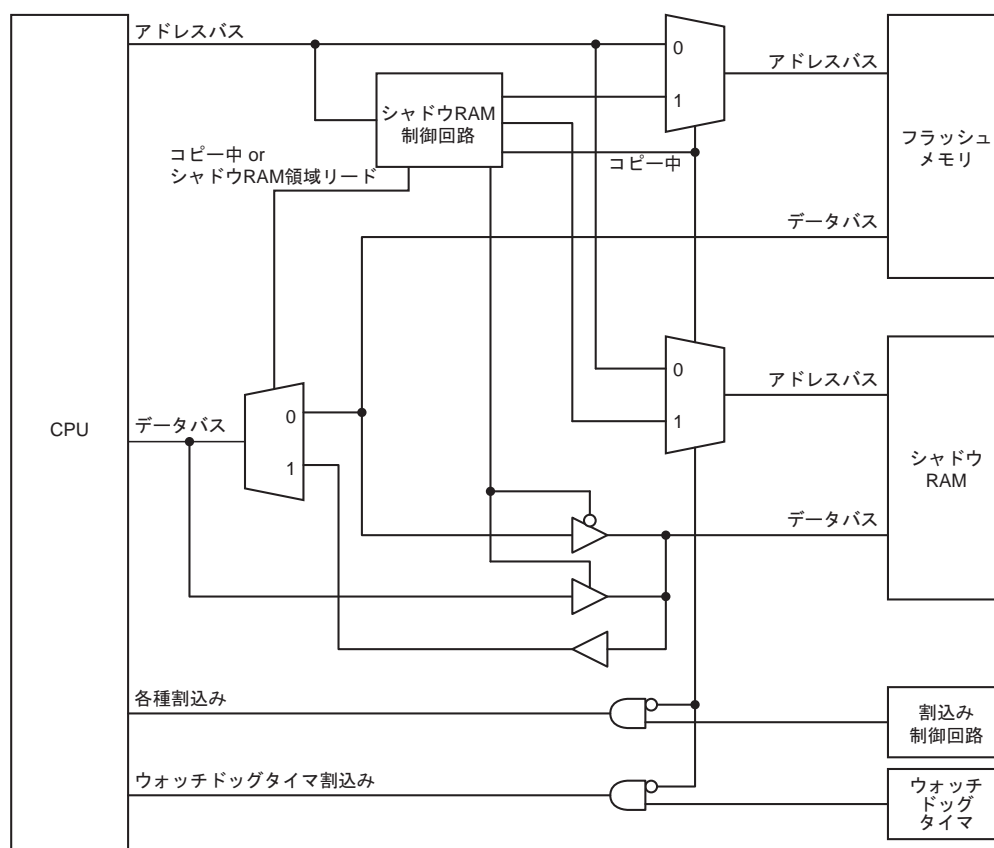 アドレスバス
0
1
アドレスバス
フラッシュ
メモリ
シャドウRAM
制御回路
コピー中 or
シャドウRAM領域リード
コピー中
データバス
0
1
アドレスバス
CPU
データバス
0
1
シャドウ
RAM
データバス
各種割込み
割込み
制御回路
ウォッチドッグタイマ割込み
ウォッチ
ドッグ
タイマ